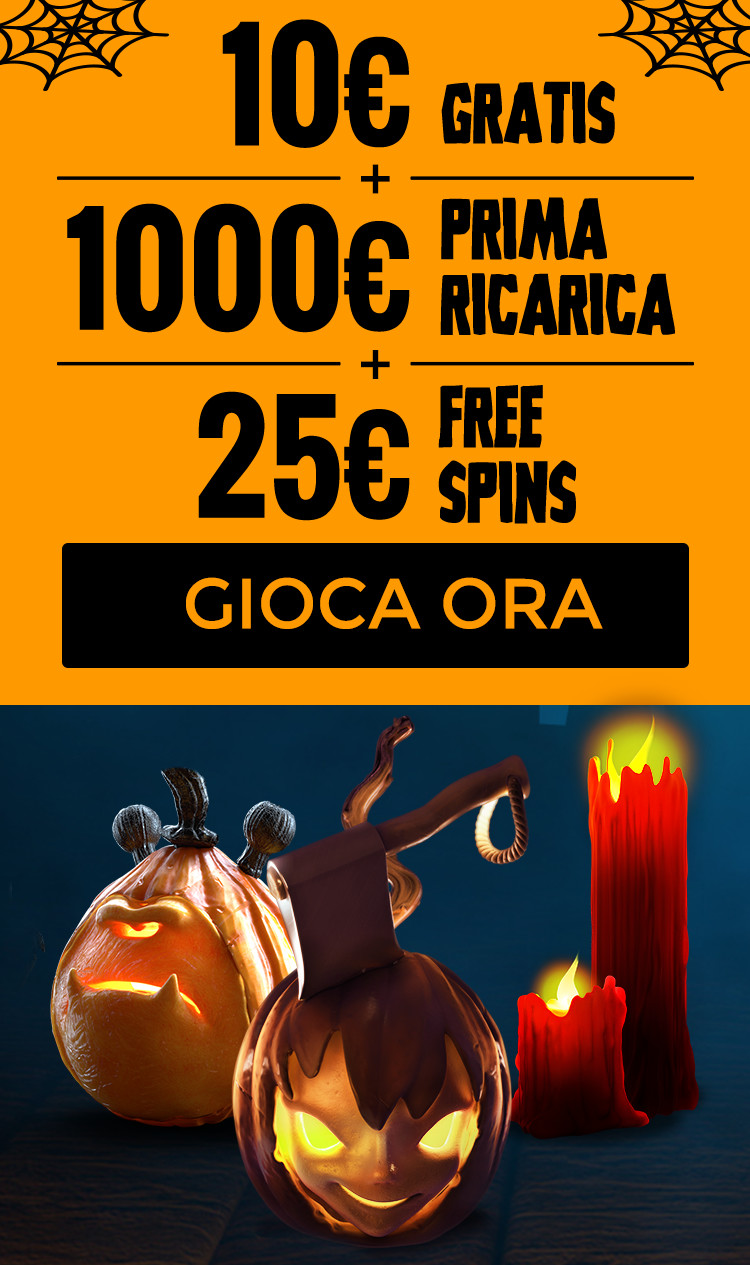 10€ GRATIS
+
1000€ PRIMA
RICARICA
+
25€ FREE
SPINS
GIOCA ORA